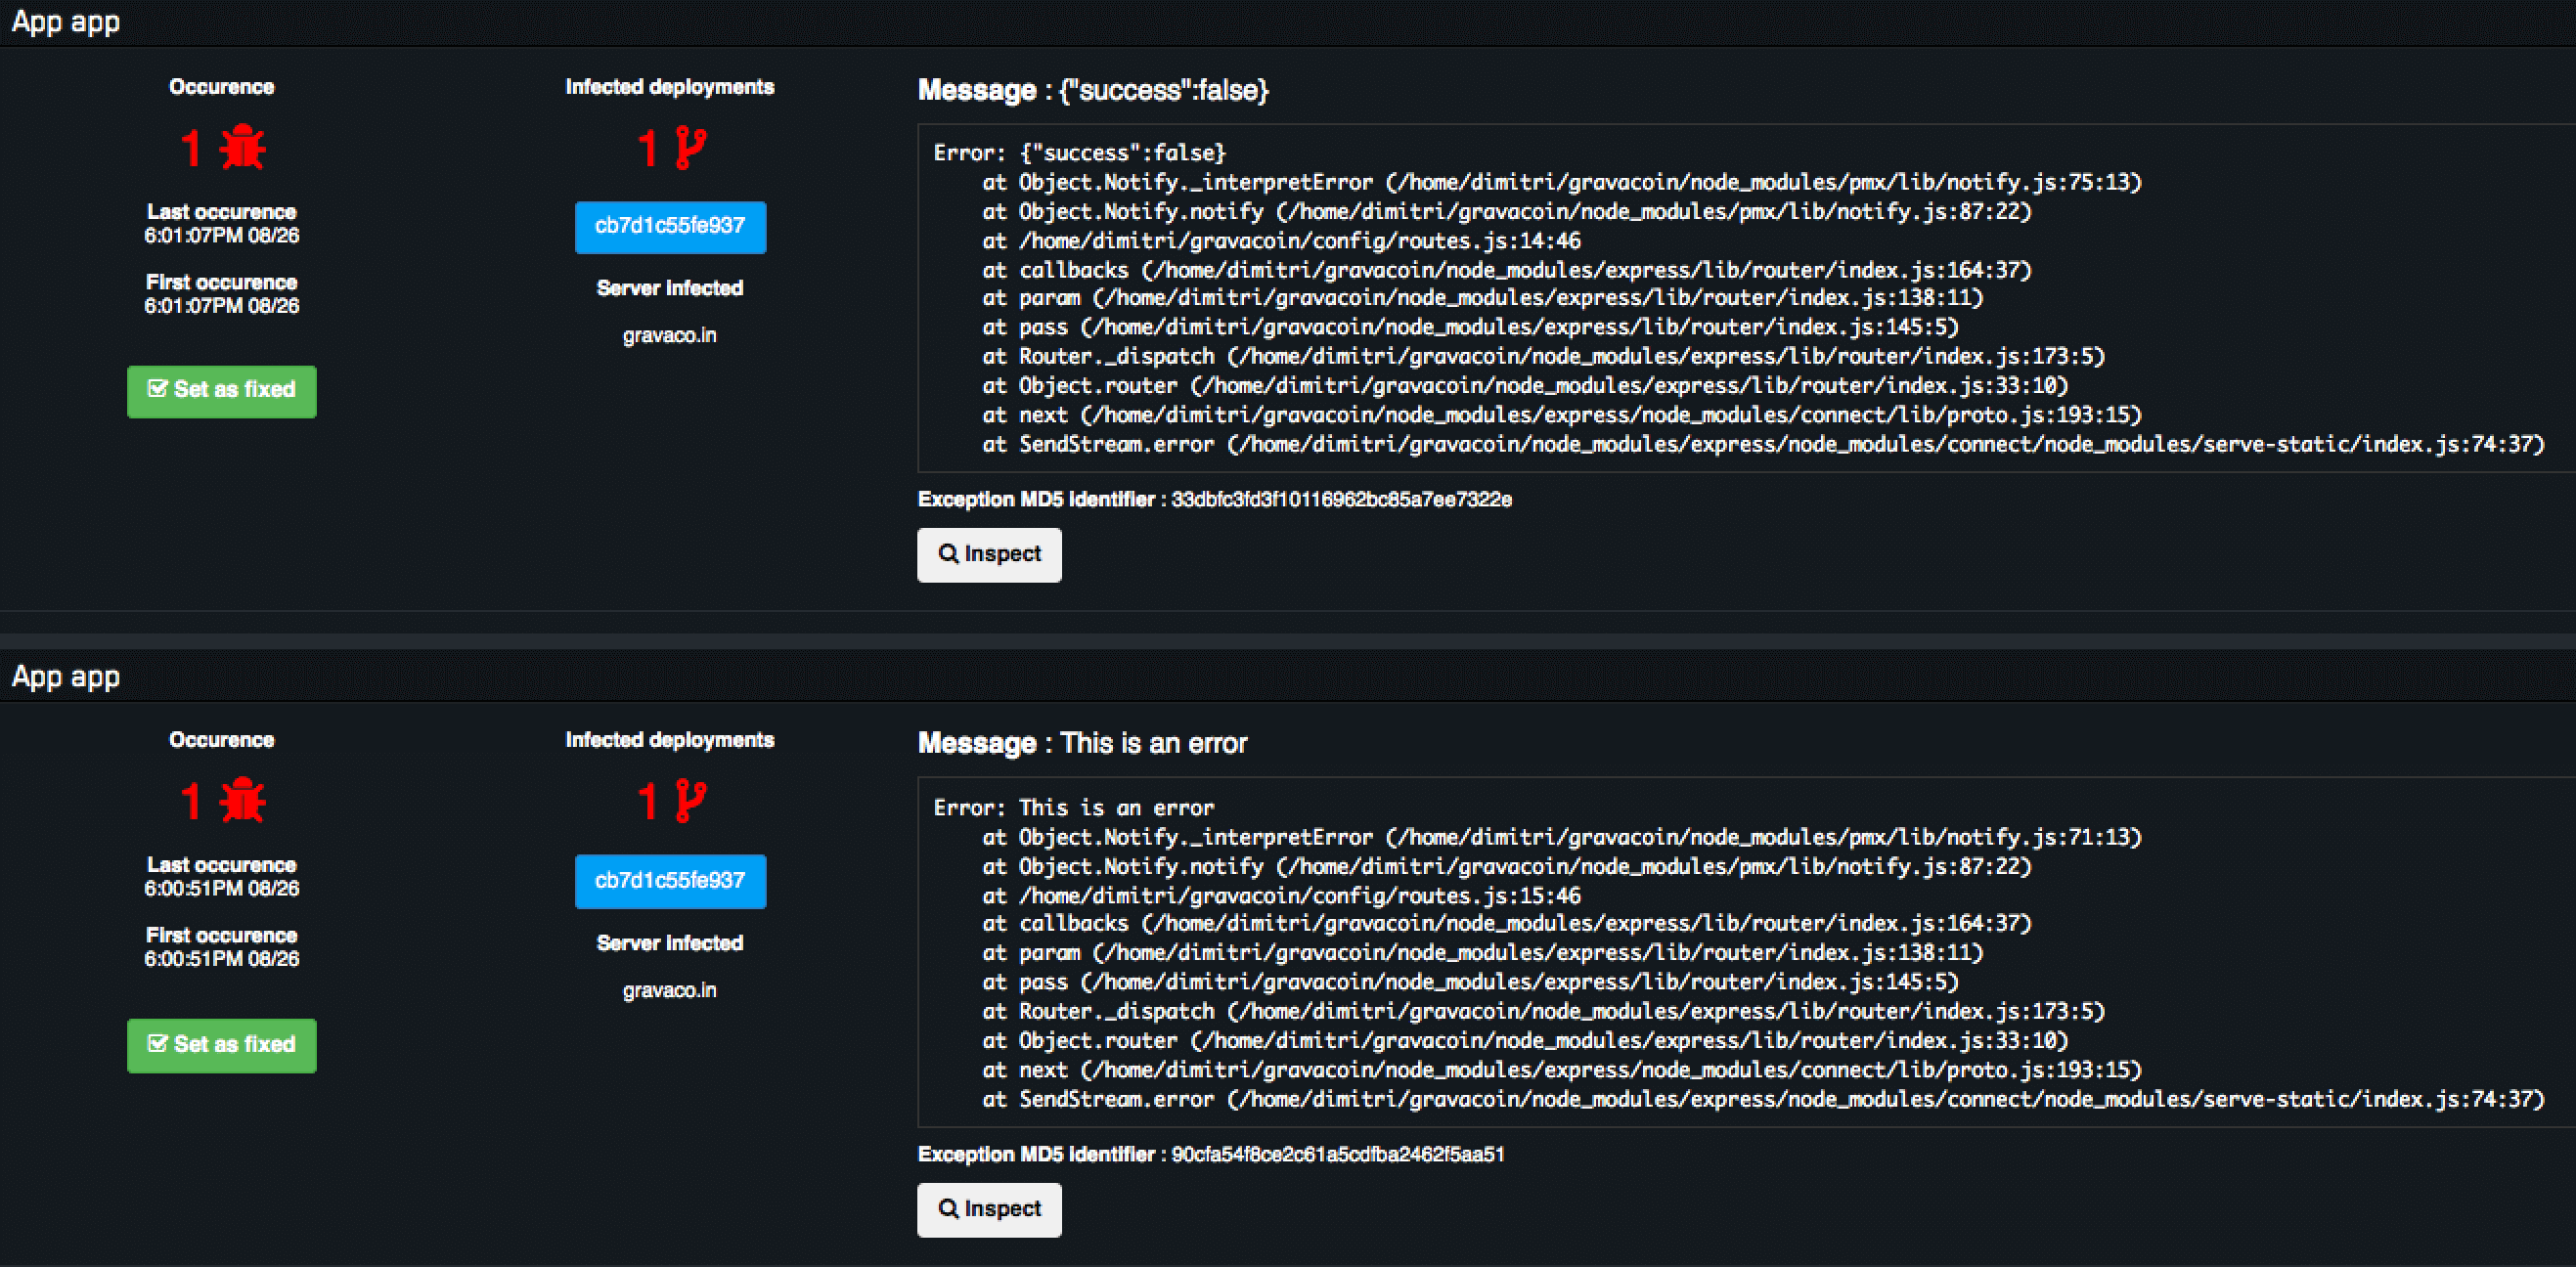 App app
Occurence
1
Last occurence
6:01:07PM 08/26
First occurence
6:01:07PM 08/26
Set as fixed
Infected deployments
1
cb7d1c55fe937
Server infected
gravaco.in
Message : {"success":false}
Error: {"success":false}
at Object.Notify._interpretError (/home/dimitri/gravacoin/node_modules/pmx/lib/notify.js:75:13)
at Object.Notify.notify (/home/dimitri/gravacoin/node_modules/pmx/lib/notify.js:87:22)
at /home/dimitri/gravacoin/config/routes.js:14:46
at callbacks (/home/dimitri/gravacoin/node_modules/express/lib/router/index.js:164:37)
at param (/home/dimitri/gravacoin/node_modules/express/lib/router/index.js:138:11)
at pass (/home/dimitri/gravacoin/node_modules/express/lib/router/index.js:145:5)
at Router._dispatch (/home/dimitri/gravacoin/node_modules/express/lib/router/index.js:173:5)
at Object.router (/home/dimitri/gravacoin/node_modules/express/lib/router/index.js:33:10)
at next (/home/dimitri/gravacoin/node_modules/express/node_modules/connect/lib/proto.js:193:15)
at SendStream.error (/home/dimitri/gravacoin/node_modules/express/node_modules/connect/node_modules/serve-static/index.js:74:37)
Exception MD5 identifier : 33dbfc3fd3f10116962bc85a7ee7322e
Inspect
App app
Occurence
1
Last occurence
6:00:51PM 08/26
First occurence
6:00:51PM 08/26
Set as fixed
Infected deployments
1
cb7d1c55fe937
Server infected
gravaco.in
Message : This is an error
Error: This is an error
at Object.Notify._interpretError (/home/dimitri/gravacoin/node_modules/pmx/lib/notify.js:71:13)
at Object.Notify.notify (/home/dimitri/gravacoin/node_modules/pmx/lib/notify.js:87:22)
at /home/dimitri/gravacoin/config/routes.js:15:46
at callbacks (/home/dimitri/gravacoin/node_modules/express/lib/router/index.js:164:37)
at param (/home/dimitri/gravacoin/node_modules/express/lib/router/index.js:138:11)
at pass (/home/dimitri/gravacoin/node_modules/express/lib/router/index.js:145:5)
at Router._dispatch (/home/dimitri/gravacoin/node_modules/express/lib/router/index.js:173:5)
at Object.router (/home/dimitri/gravacoin/node_modules/express/lib/router/index.js:33:10)
at next (/home/dimitri/gravacoin/node_modules/express/node_modules/connect/lib/proto.js:193:15)
at SendStream.error (/home/dimitri/gravacoin/node_modules/express/node_modules/connect/node_modules/serve-static/index.js:74:37)
Exception MD5 identifier : 90cfa54f8ce2c61a5cdfba2462f5aa51
Inspect